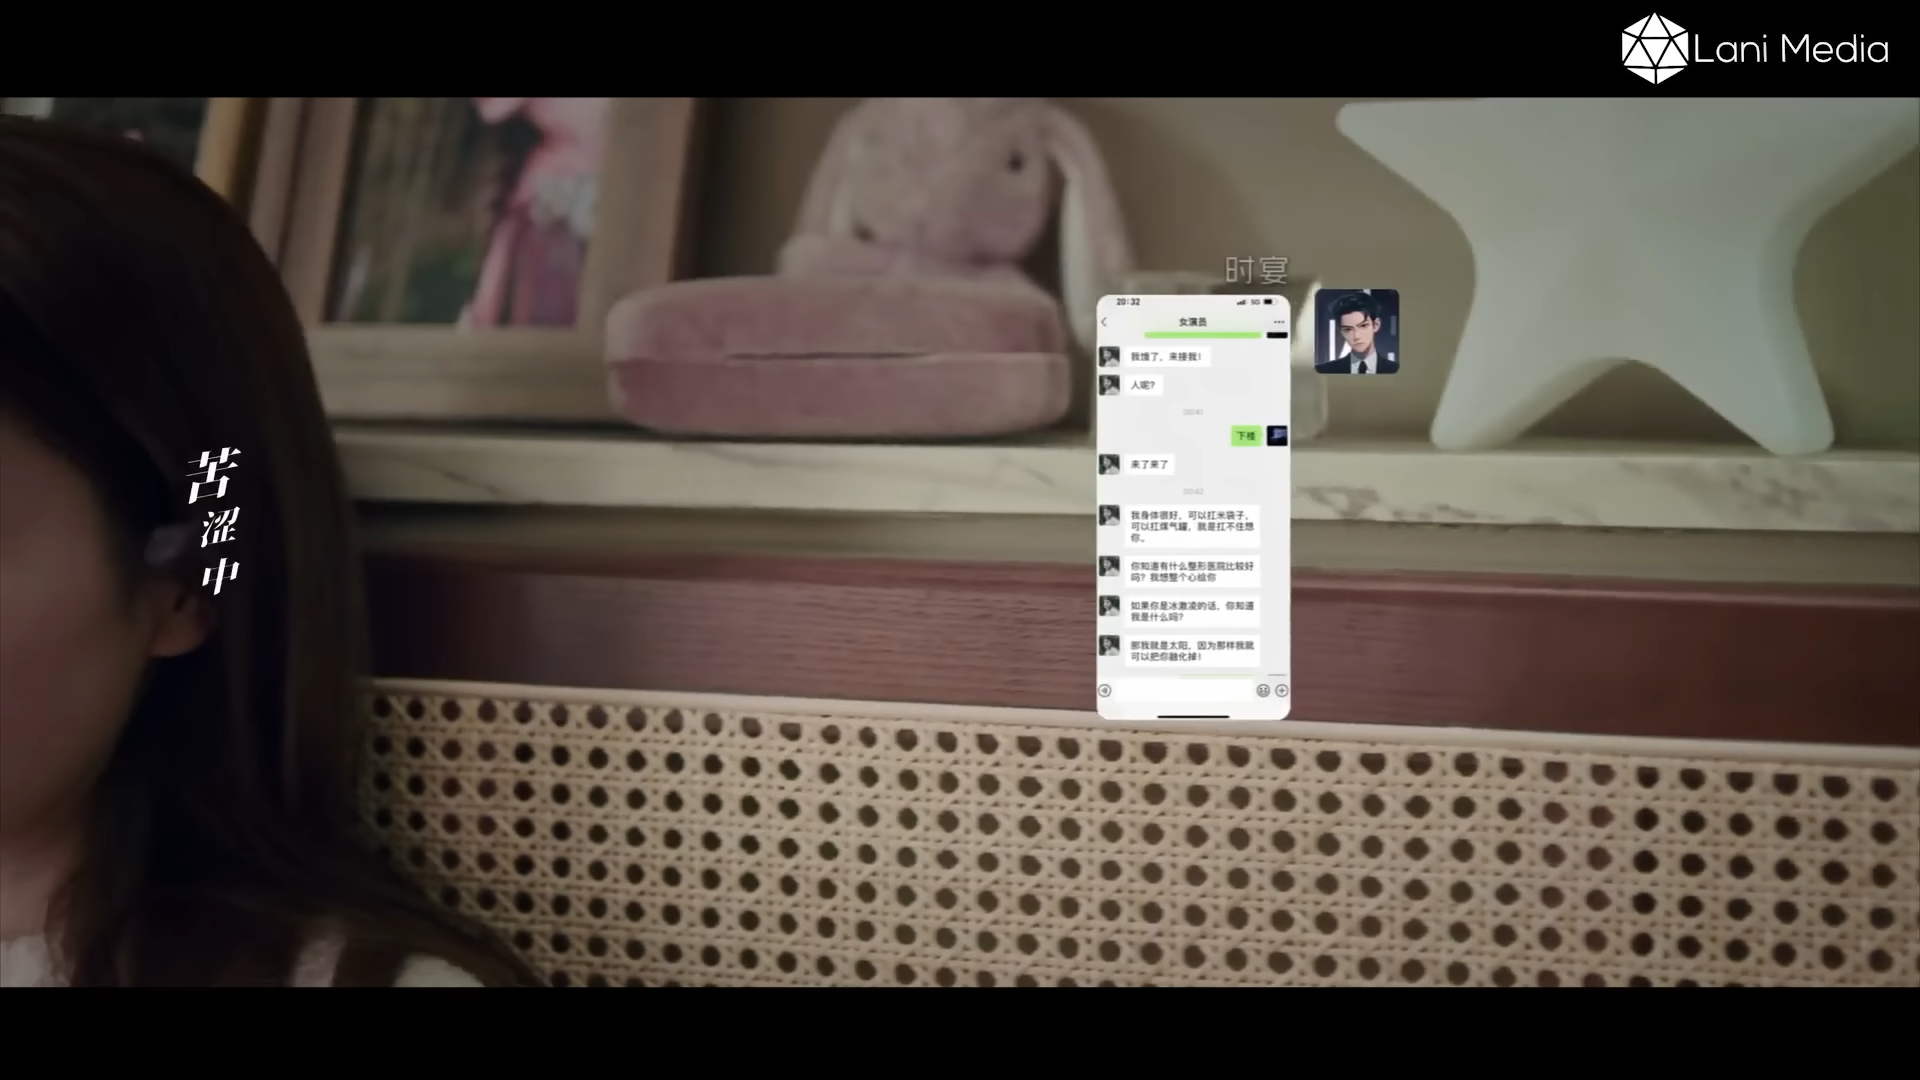 Lani Media
时宴
20:32
5G
女演员
我饿了，来接我！
人呢？
00:41
下楼
来了来了
00:42
我身体很好，可以扛米袋子，
可以扛煤气罐，就是扛不住想
你。
你知道有什么整形医院比较好
吗？我想整个心给你
如果你是冰激凌的话，你知道
我是什么吗？
那我就是太阳，因为那样我就
可以把你融化掉！
苦涩中